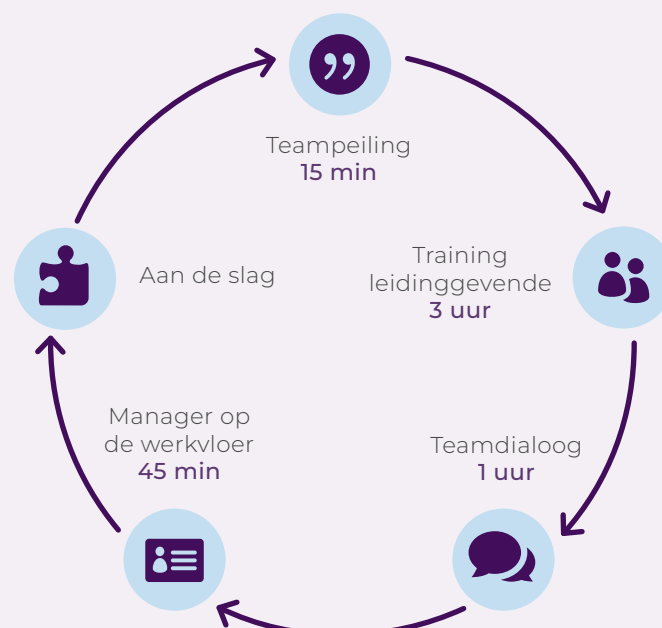 Teampeiling
15 min
Training
leidinggevende
3 uur
Teamdialoog
1 uur
Manager op
de werkvloer
45 min
Aan de slag